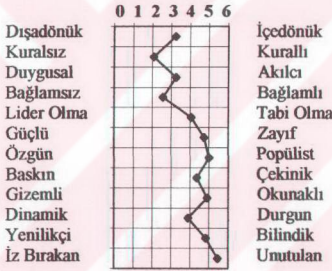 0 1 2 3 4 5 6
Dışadönük İçedönük
Kuralsız Kurallı
Duygusal Akılcı
Bağlamsız Bağlamlı
Lider Olma Tabi Olma
Güçlü Zayıf
Özgün Popülist
Baskın Çekinik
Gizemli Okunaklı
Dinamik Durgun
Yenilikçi Bilindik
İz Bırakan Unutulan